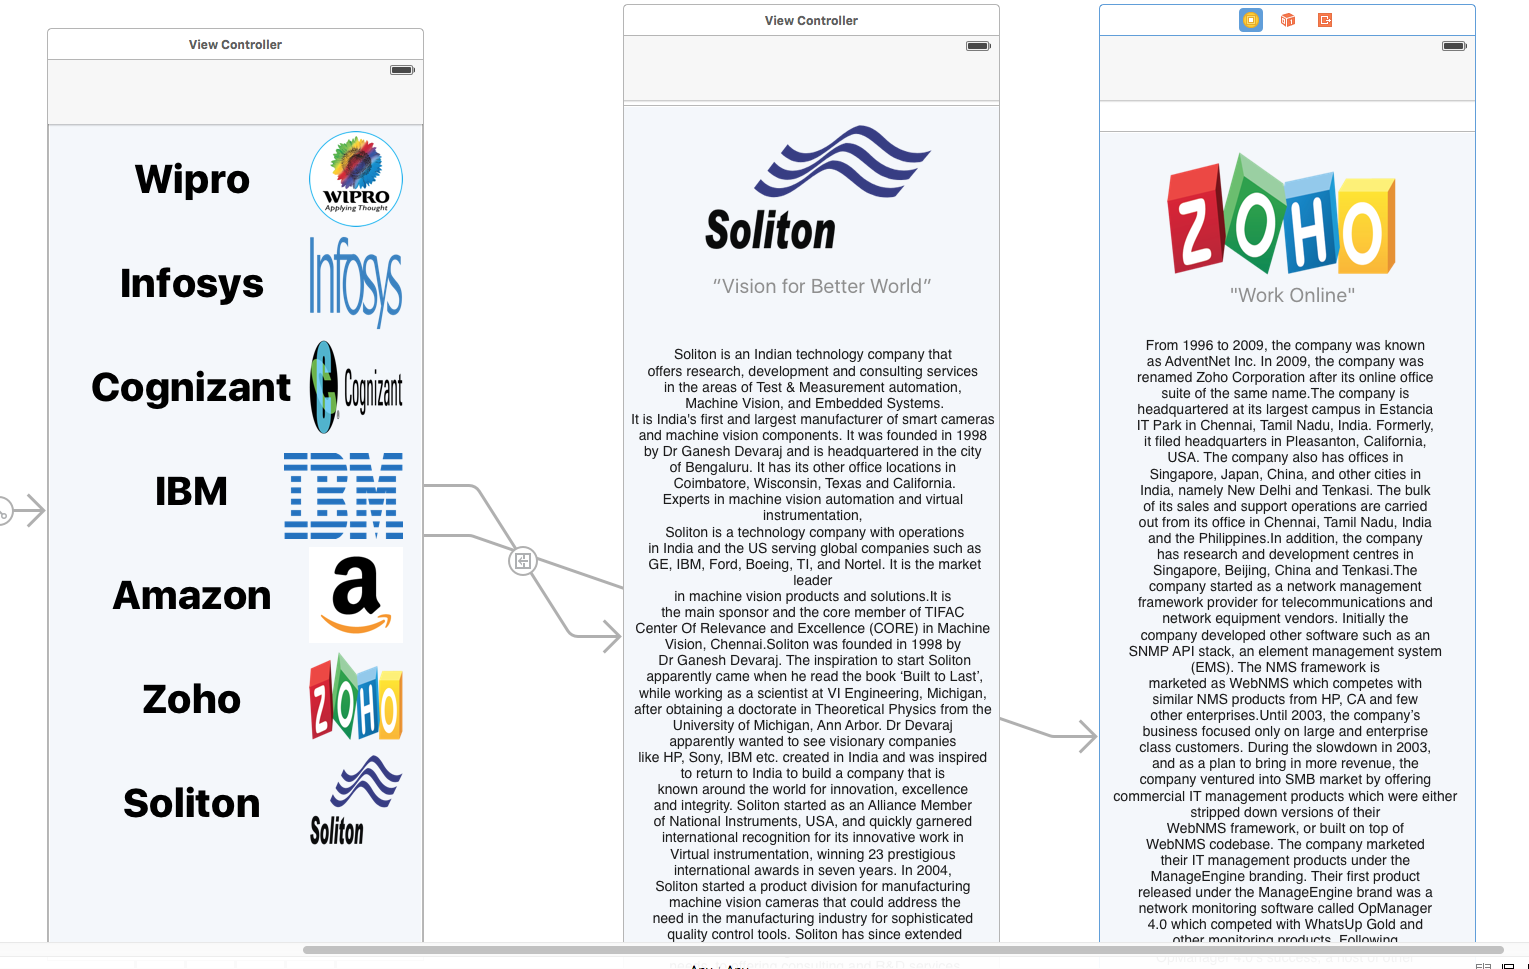 View Controller
Wipro
WIPRO
Applying Thought
Infosys
Infosys
Cognizant
Cognizant
IBM
IBM
Amazon
a
Zoho
ZOHO
Soliton
Soliton
View Controller
Soliton
“Vision for Better World”
Soliton is an Indian technology company that
offers research, development and consulting services
in the areas of Test & Measurement automation,
Machine Vision, and Embedded Systems.
It is India's first and largest manufacturer of smart cameras
and machine vision components. It was founded in 1998
by Dr Ganesh Devaraj and is headquartered in the city
of Bengaluru. It has its other office locations in
Coimbatore, Wisconsin, Texas and California.
Experts in machine vision automation and virtual
instrumentation,
Soliton is a technology company with operations
in India and the US serving global companies such as
GE, IBM, Ford, Boeing, TI, and Nortel. It is the market
leader
in machine vision products and solutions.It is
the main sponsor and the core member of TIFAC
Center Of Relevance and Excellence (CORE) in Machine
Vision, Chennai.Soliton was founded in 1998 by
Dr Ganesh Devaraj. The inspiration to start Soliton
apparently came when he read the book ‘Built to Last’,
while working as a scientist at VI Engineering, Michigan,
after obtaining a doctorate in Theoretical Physics from the
University of Michigan, Ann Arbor. Dr Devaraj
apparently wanted to see visionary companies
like HP, Sony, IBM etc. created in India and was inspired
to return to India to build a company that is
known around the world for innovation, excellence
and integrity. Soliton started as an Alliance Member
of National Instruments, USA, and quickly garnered
international recognition for its innovative work in
Virtual instrumentation, winning 23 prestigious
international awards in seven years. In 2004,
Soliton started a product division for manufacturing
machine vision cameras that could address the
need in the manufacturing industry for sophisticated
quality control tools. Soliton has since extended
ZOHO
"Work Online"
From 1996 to 2009, the company was known
as AdventNet Inc. In 2009, the company was
renamed Zoho Corporation after its online office
suite of the same name.The company is
headquartered at its largest campus in Estancia
IT Park in Chennai, Tamil Nadu, India. Formerly,
it filed headquarters in Pleasanton, California,
USA. The company also has offices in
Singapore, Japan, China, and other cities in
India, namely New Delhi and Tenkasi. The bulk
of its sales and support operations are carried
out from its office in Chennai, Tamil Nadu, India
and the Philippines.In addition, the company
has research and development centres in
Singapore, Beijing, China and Tenkasi.The
company started as a network management
framework provider for telecommunications and
network equipment vendors. Initially the
company developed other software such as an
SNMP API stack, an element management system
(EMS). The NMS framework is
marketed as WebNMS which competes with
similar NMS products from HP, CA and few
other enterprises.Until 2003, the company’s
business focused only on large and enterprise
class customers. During the slowdown in 2003,
and as a plan to bring in more revenue, the
company ventured into SMB market by offering
commercial IT management products which were either
stripped down versions of their
WebNMS framework, or built on top of
WebNMS codebase. The company marketed
their IT management products under the
ManageEngine branding. Their first product
released under the ManageEngine brand was a
network monitoring software called OpManager
4.0 which competed with WhatsUp Gold and
other monitoring products. Following